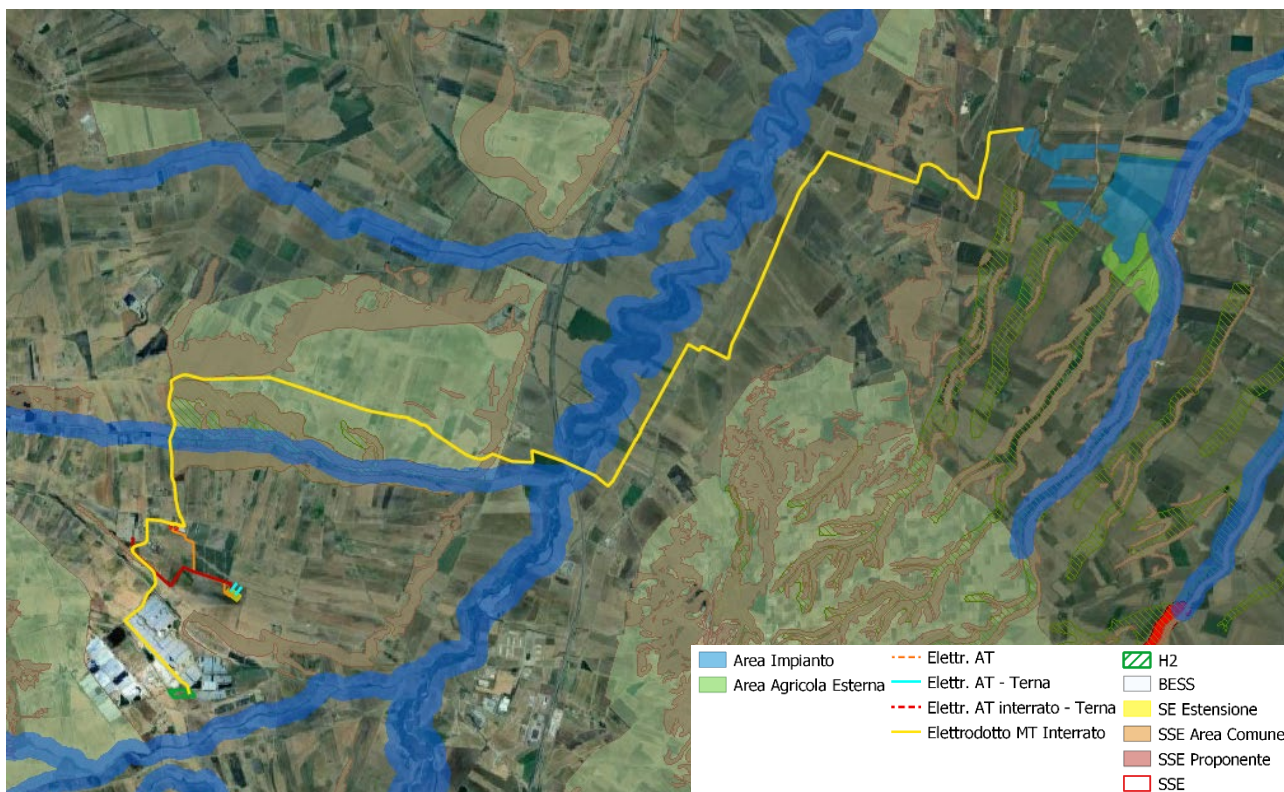 Area Impianto
Area Agricola Esterna
Elettr. AT
Elettr. AT - Terna
Elettr. AT interrato - Terna
Elettrodotto MT Interrato
H2
BESS
SE Estensione
SSE Area Comune
SSE Proponente
SSE